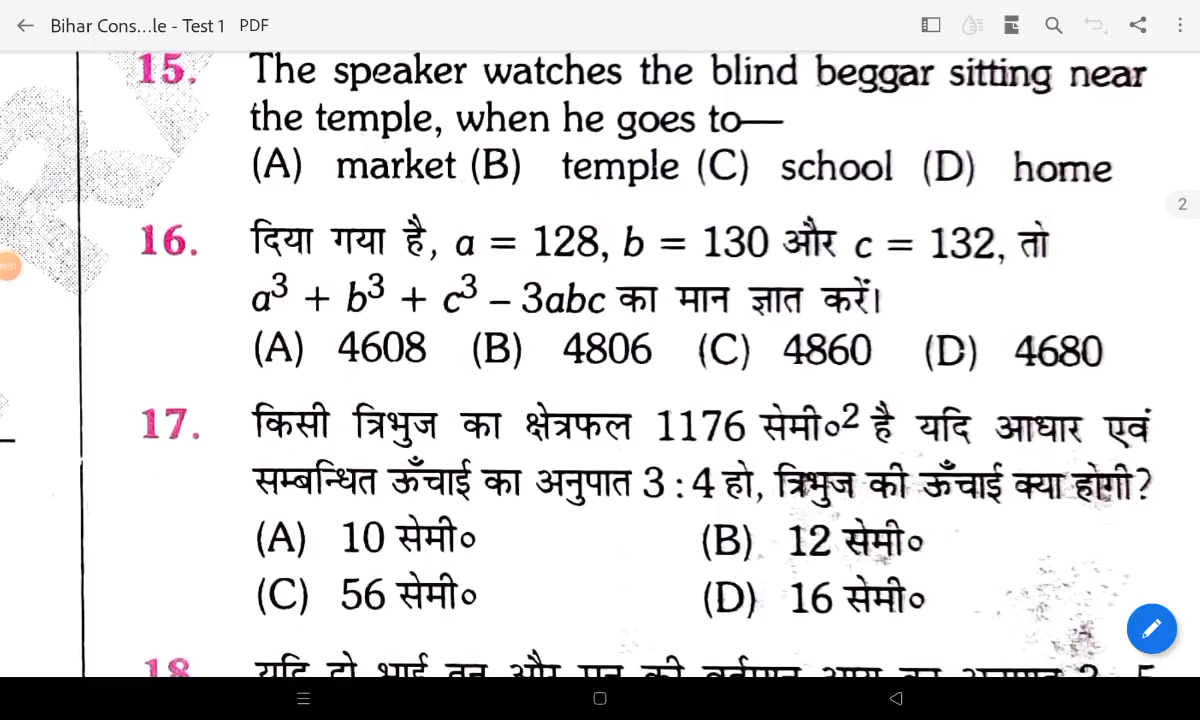 Bihar Cons...le - Test 1 PDF
15. The speaker watches the blind beggar sitting near
the temple, when he goes to—
(A) market (B) temple (C) school (D) home
2
16. दिया गया है, a = 128, b = 130 और c = 132, तो
a³ + b³ + c³ – 3abc का मान ज्ञात करें।
(A) 4608 (B) 4806 (C) 4860 (D) 4680
17. किसी त्रिभुज का क्षेत्रफल 1176 सेमी०² है यदि आधार एवं
सम्बन्धित ऊँचाई का अनुपात 3 : 4 हो, त्रिभुज की ऊँचाई क्या होगी?
(A) 10 सेमी० (B) 12 सेमी०
(C) 56 सेमी० (D) 16 सेमी०
18. यदि दो भाई